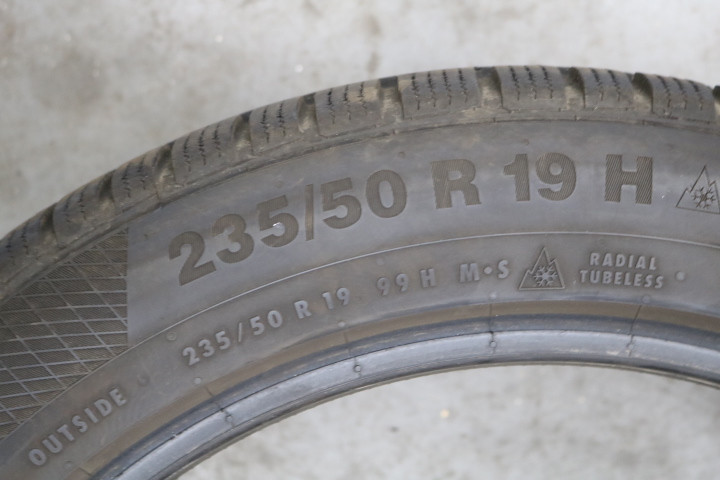 235/50 R 19 H
235/50 R 19 99 H M·S
RADIAL
TUBELESS
OUTSIDE